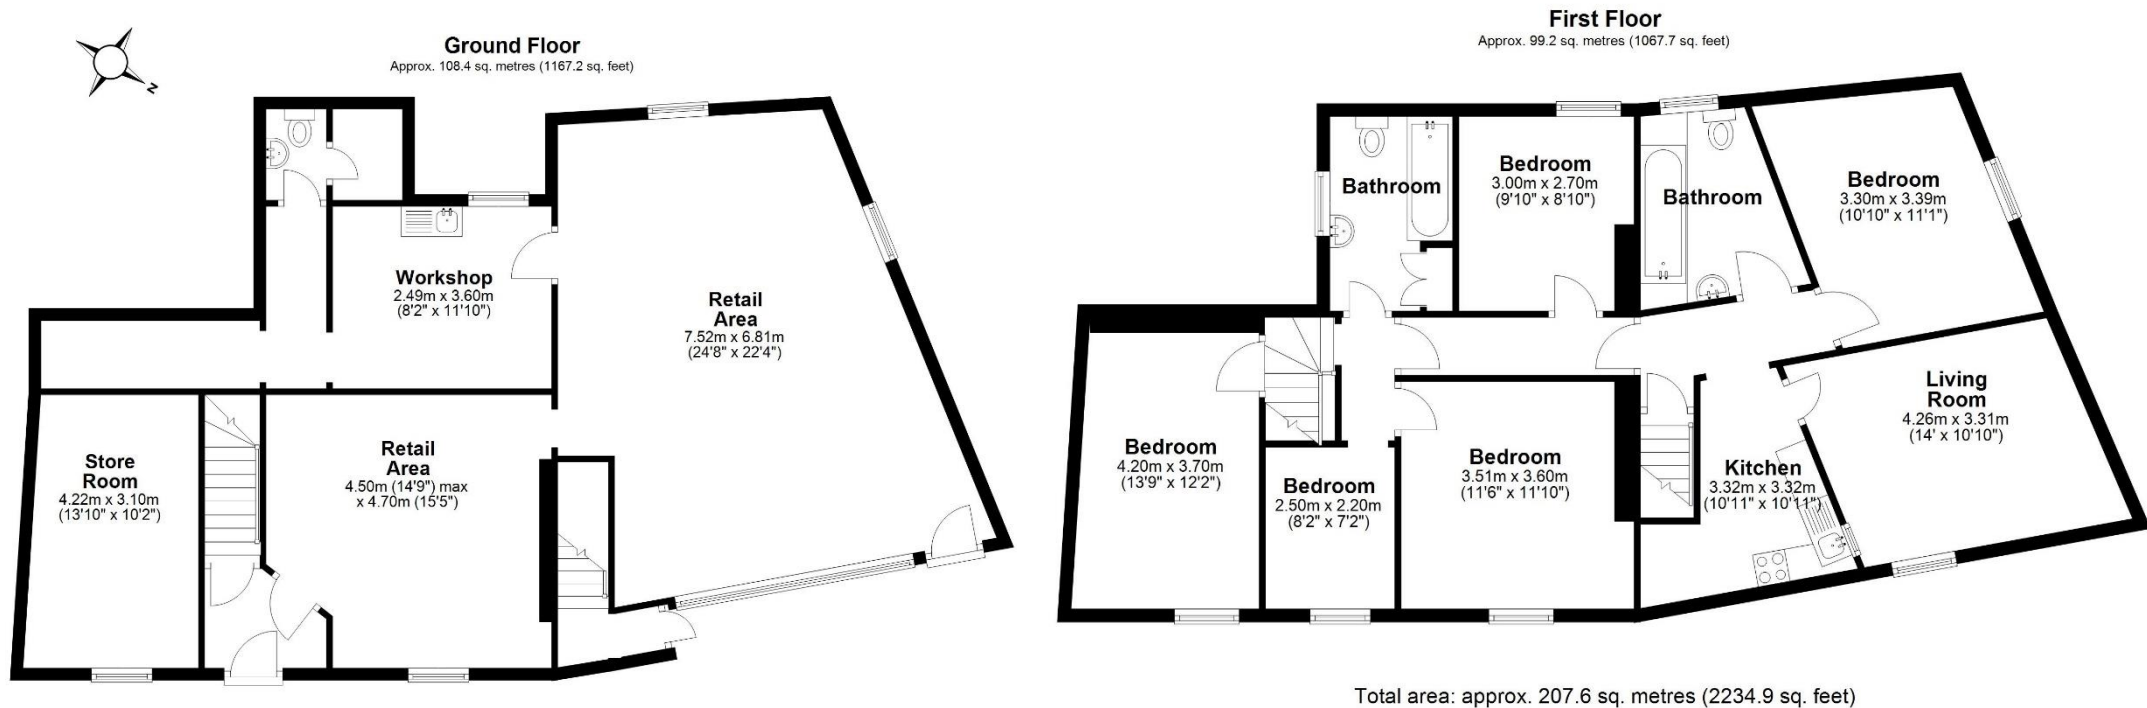 Ground Floor
Approx. 108.4 sq. metres (1167.2 sq. feet)
N
Workshop
2.49m x 3.60m
(8'2" x 11'10")
Retail
Area
7.52m x 6.81m
(24'8" x 22'4")
Store
Room
4.22m x 3.10m
(13'10" x 10'2")
Retail
Area
4.50m (14'9") max
x 4.70m (15'5")
First Floor
Approx. 99.2 sq. metres (1067.7 sq. feet)
Bathroom
Bedroom
3.00m x 2.70m
(9'10" x 8'10")
Bathroom
Bedroom
3.30m x 3.39m
(10'10" x 11'1")
Bedroom
4.20m x 3.70m
(13'9" x 12'2")
Bedroom
2.50m x 2.20m
(8'2" x 7'2")
Bedroom
3.51m x 3.60m
(11'6" x 11'10")
Kitchen
3.32m x 3.32m
(10'11" x 10'11")
Living
Room
4.26m x 3.31m
(14' x 10'10")
Total area: approx. 207.6 sq. metres (2234.9 sq. feet)